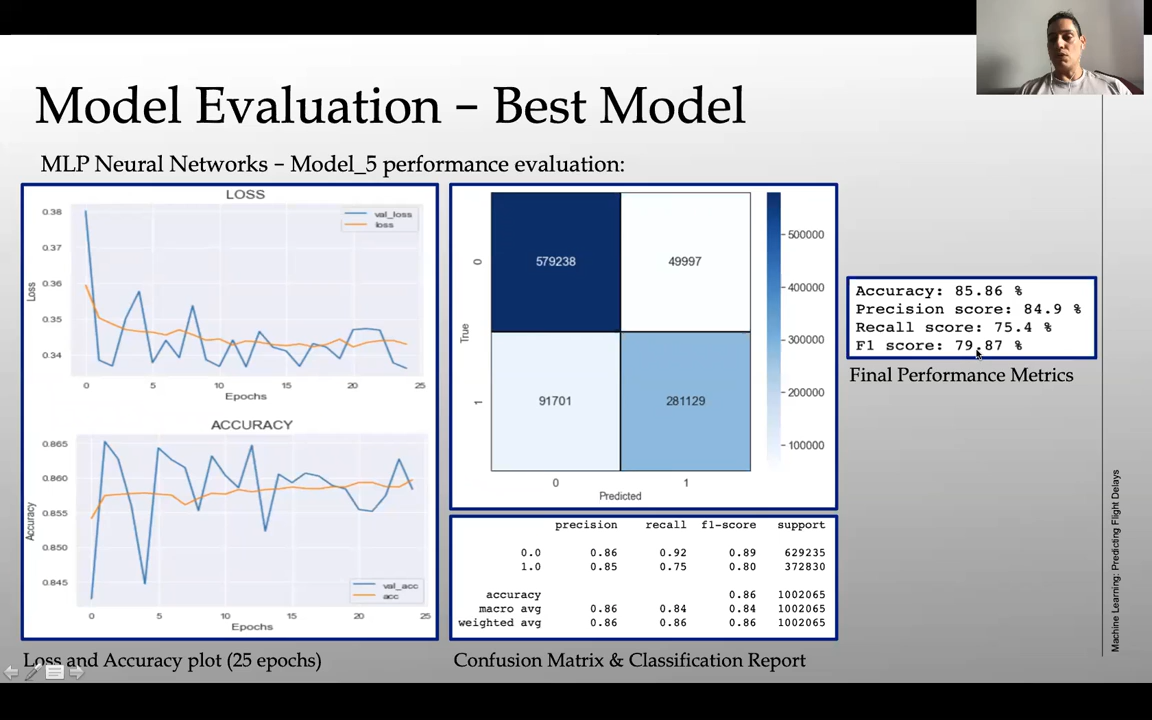 Model Evaluation – Best Model
MLP Neural Networks – Model_5 performance evaluation:
LOSS
val_loss
loss
0.38
0.37
0.36
0.35
0.34
Loss
0 5 10 15 20 25
Epochs
ACCURACY
0.865
0.860
0.855
0.850
0.845
Accuracy
val_acc
acc
0 5 10 15 20 25
Epochs
Loss and Accuracy plot (25 epochs)
579238 49997
91701 281129
True
0
1
0 1
Predicted
500000
400000
300000
200000
100000
precision recall f1-score support
0.0 0.86 0.92 0.89 629235
1.0 0.85 0.75 0.80 372830
accuracy 0.86 1002065
macro avg 0.86 0.84 0.84 1002065
weighted avg 0.86 0.86 0.86 1002065
Confusion Matrix & Classification Report
Accuracy: 85.86 %
Precision score: 84.9 %
Recall score: 75.4 %
F1 score: 79.87 %
Final Performance Metrics
Machine Learning: Predicting Flight Delays